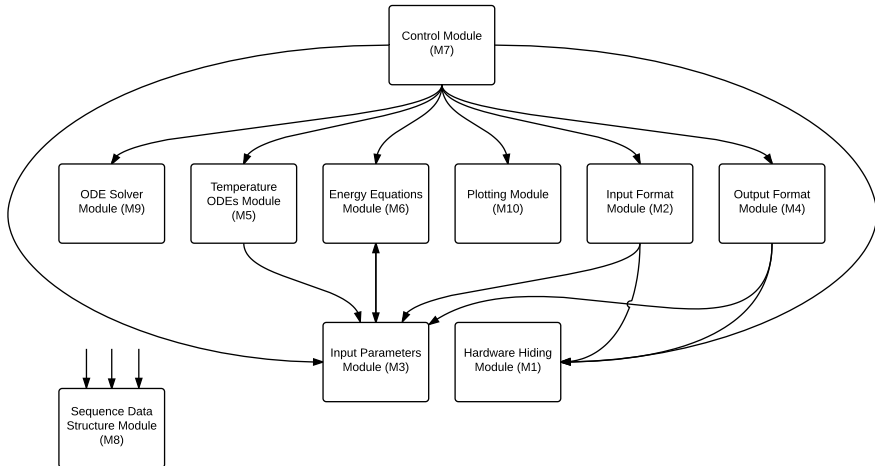 Control Module
(M7)
ODE Solver
Module (M9)
Temperature
ODEs Module
(M5)
Energy Equations
Module (M6)
Plotting Module
(M10)
Input Format
Module (M2)
Output Format
Module (M4)
Input Parameters
Module (M3)
Hardware Hiding
Module (M1)
Sequence Data
Structure Module
(M8)